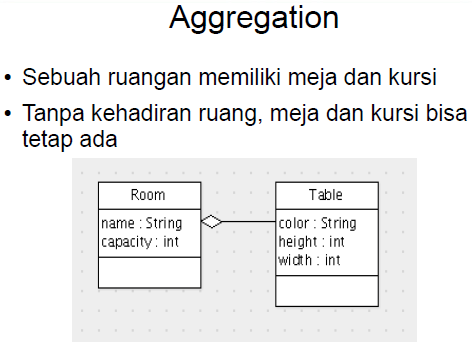 Aggregation
• Sebuah ruangan memiliki meja dan kursi
• Tanpa kehadiran ruang, meja dan kursi bisa
tetap ada
Room
name : String
capacity : int
Table
color : String
height : int
width : int